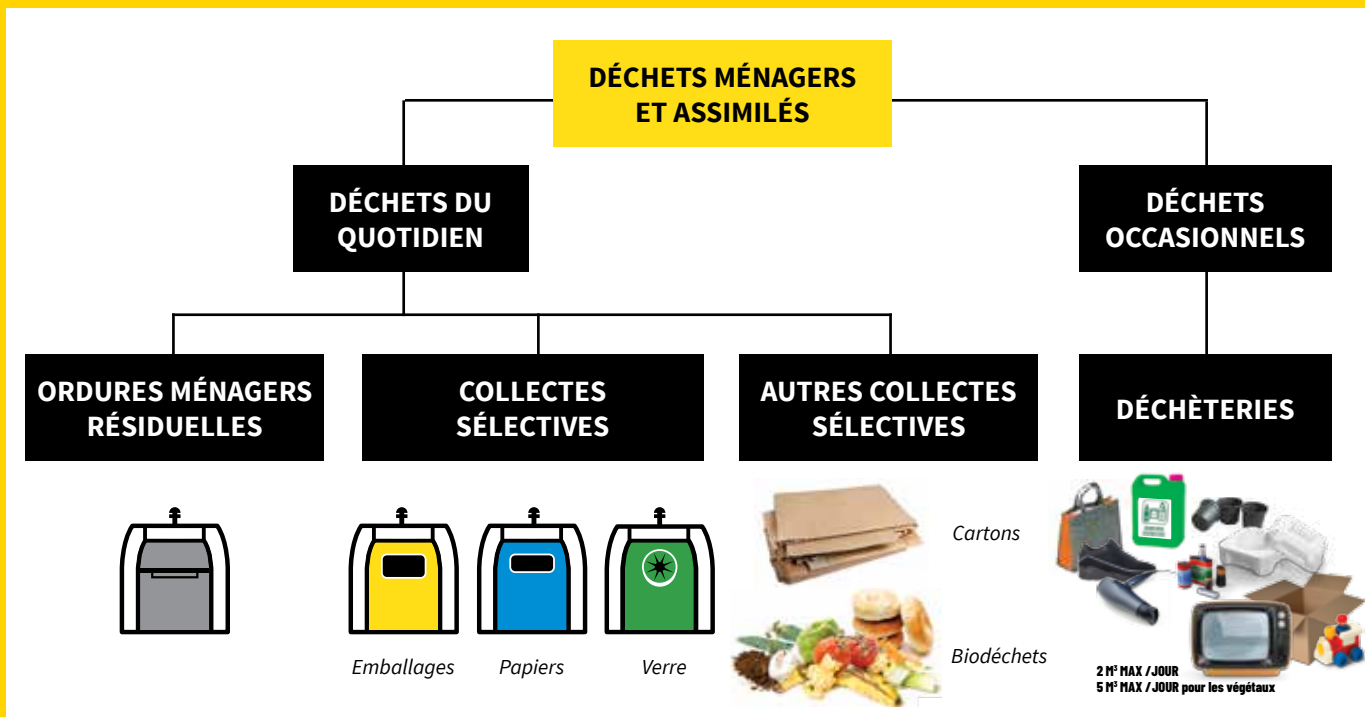 DÉCHETS MÉNAGERS
ET ASSIMILÉS
DÉCHETS DU
QUOTIDIEN
DÉCHETS
OCCASIONNELS
ORDURES MÉNAGERS
RÉSIDUELLES
COLLECTES
SÉLECTIVES
AUTRES COLLECTES
SÉLECTIVES
DÉCHÈTERIES
Cartons
Emballages
Papiers
Verre
Biodéchets
2 M³ MAX / JOUR
5 M³ MAX / JOUR pour les végétaux